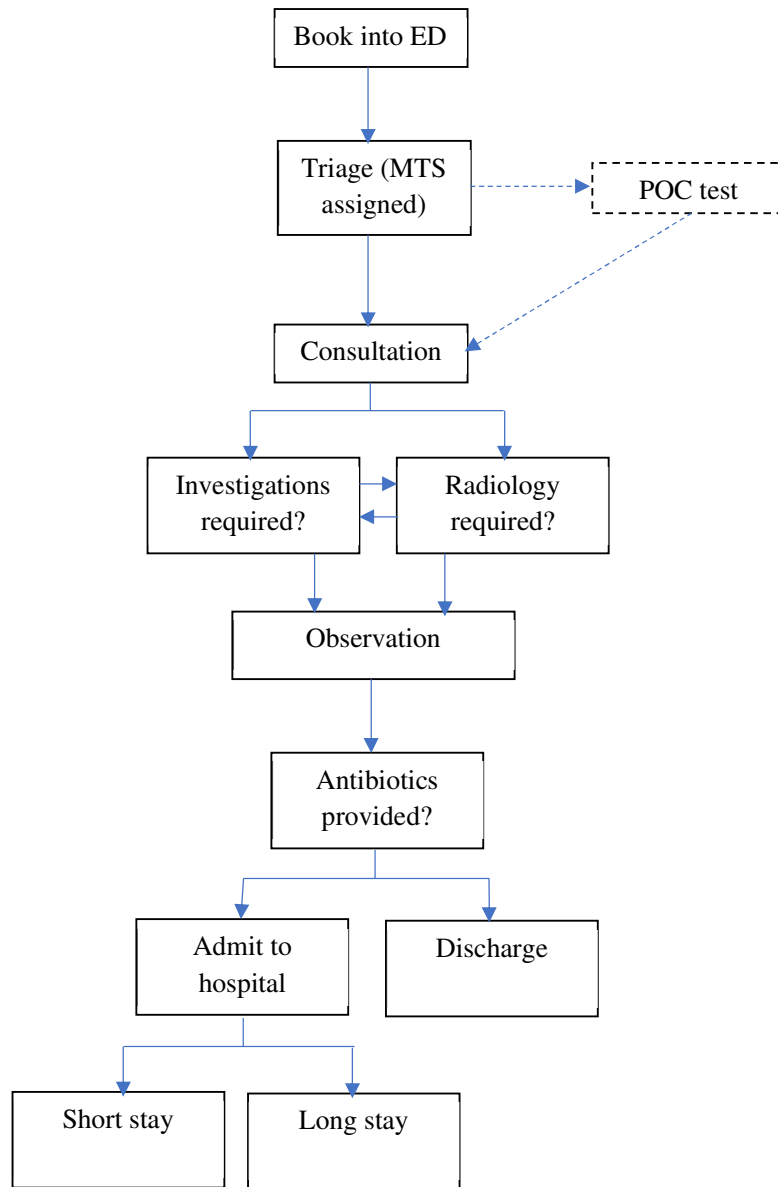 Book into ED
Triage (MTS
assigned)
POC test
Consultation
Investigations
required?
Radiology
required?
Observation
Antibiotics
provided?
Admit to
hospital
Discharge
Short stay
Long stay